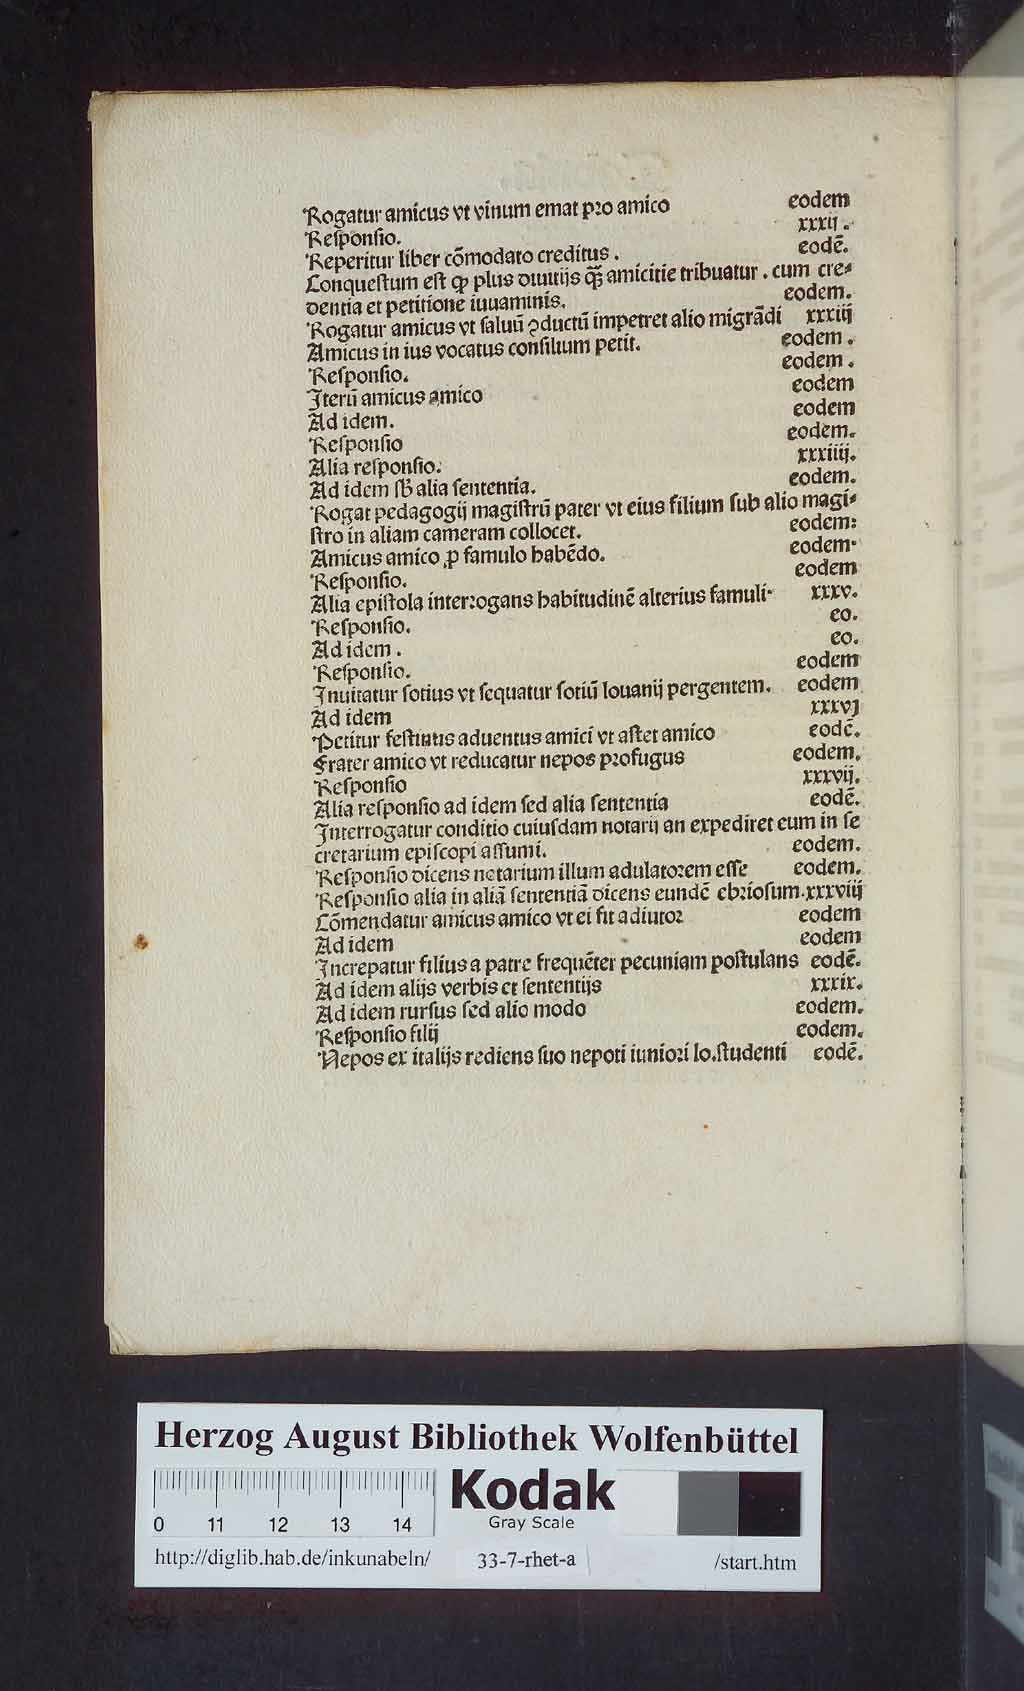 Rogatur amicus vt vinum emat pro amico eodem
Responsio. xxxij.
Reperitur liber cōmodato creditus. eodē.
Conquestum est ꝙ plus diuitijs q̄ꝫ amicitie tribuatur. cum cre⸗
dentia et petitione iuuaminis. eodem.
Rogatur amicus vt saluū ꝯductū impetret alio migrādi xxxiij
Amicus in ius vocatus consilium petit. eodem.
Responsio. eodem.
Iterū amicus amico eodem
Ad idem. eodem
Responsio eodem.
Alia responsio. xxxiiij.
Ad idem sꝫ alia sententia. eodem.
Rogat pedagogij magistrū pater vt eius filium sub alio magi⸗
stro in aliam cameram collocet. eodem:
Amicus amico ꝓ famulo habēdo. eodem.
Responsio. eodem
Alia epistola interrogans habitudinē alterius famuli. xxxv.
Responsio. eo.
Ad idem. eo.
Responsio. eodem
Inuitatur sotius vt sequatur sotiū louanij pergentem. eodem
Ad idem xxxvj
Petitur festinus aduentus amici vt astet amico eodē.
Frater amico vt reducatur nepos profugus eodem.
Responsio xxxvij.
Alia responsio ad idem sed alia sententia eodē.
Interrogatur conditio cuiusdam notarij an expediret eum in se
cretarium episcopi assumi. eodem.
Responsio dicens notarium illum adulatorem esse eodem.
Responsio alia in aliā sententiā dicens eundē ebriosum. xxxviij
Cōmendatur amicus amico vt ei sit adiutor eodem
Ad idem eodem
Increpatur filius a patre frequēter pecuniam postulans eodē.
Ad idem alijs verbis et sententijs xxxix.
Ad idem rursus sed alio modo eodem.
Responsio filij eodem.
Nepos ex italijs rediens suo nepoti iuniori lo.studenti eodē.
Herzog August Bibliothek Wolfenbüttel
Kodak
Gray Scale
0 11 12 13 14
http://diglib.hab.de/inkunabeln/ 33-7-rhet-a /start.htm